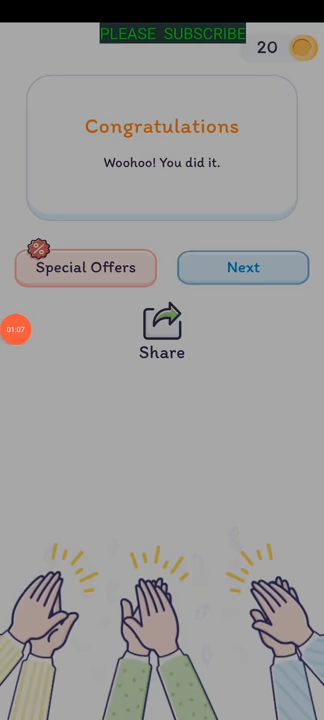 PLEASE SUBSCRIBE
20
Congratulations
Woohoo! You did it.
%
Special Offers
Next
01:07
Share